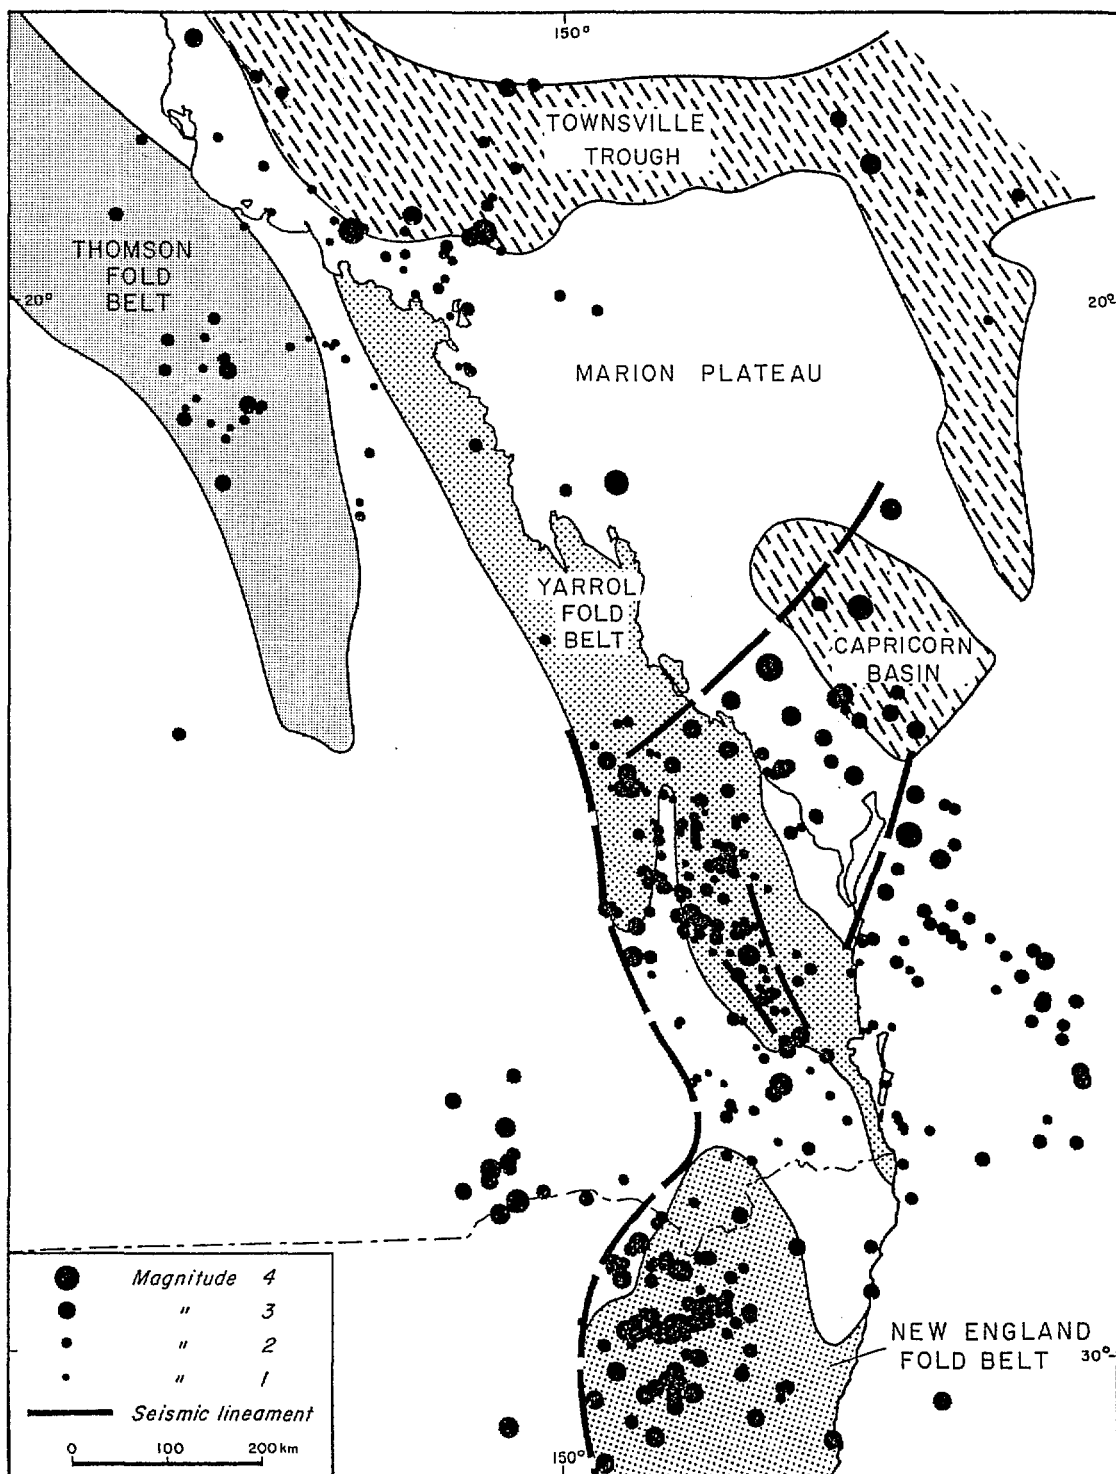 150°
TOWNSVILLE
TROUGH
THOMSON
FOLD
BELT
20°
20°
MARION PLATEAU
YARROL
FOLD
BELT
CAPRICORN
BASIN
Magnitude 4
" 3
" 2
" 1
Seismic lineament
0 100 200 km
NEW ENGLAND
FOLD BELT
30°
150°